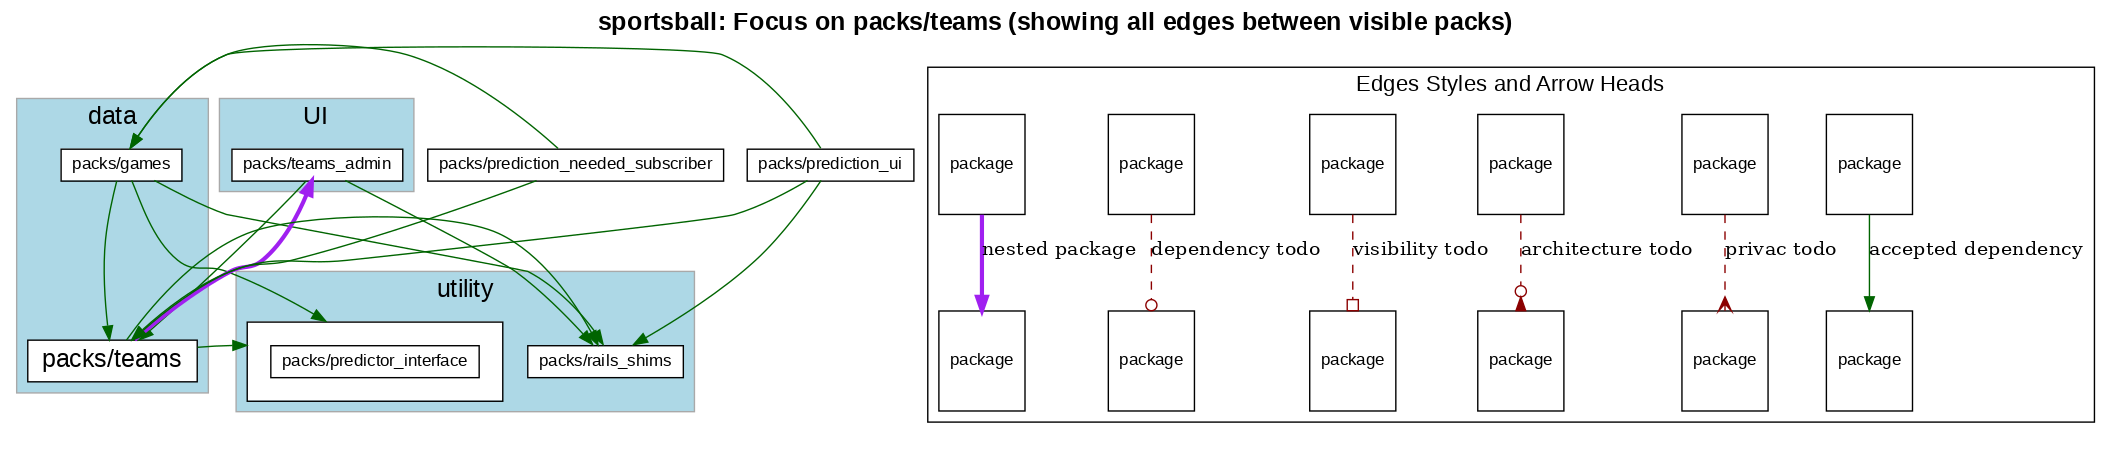 sportsball: Focus on packs/teams (showing all edges between visible packs)
data
packs/games
packs/teams
UI
packs/teams_admin
packs/prediction_needed_subscriber
packs/prediction_ui
utility
packs/predictor_interface
packs/rails_shims
Edges Styles and Arrow Heads
package
package
package
package
package
package
nested package
dependency todo
visibility todo
architecture todo
privac todo
accepted dependency
package
package
package
package
package
package